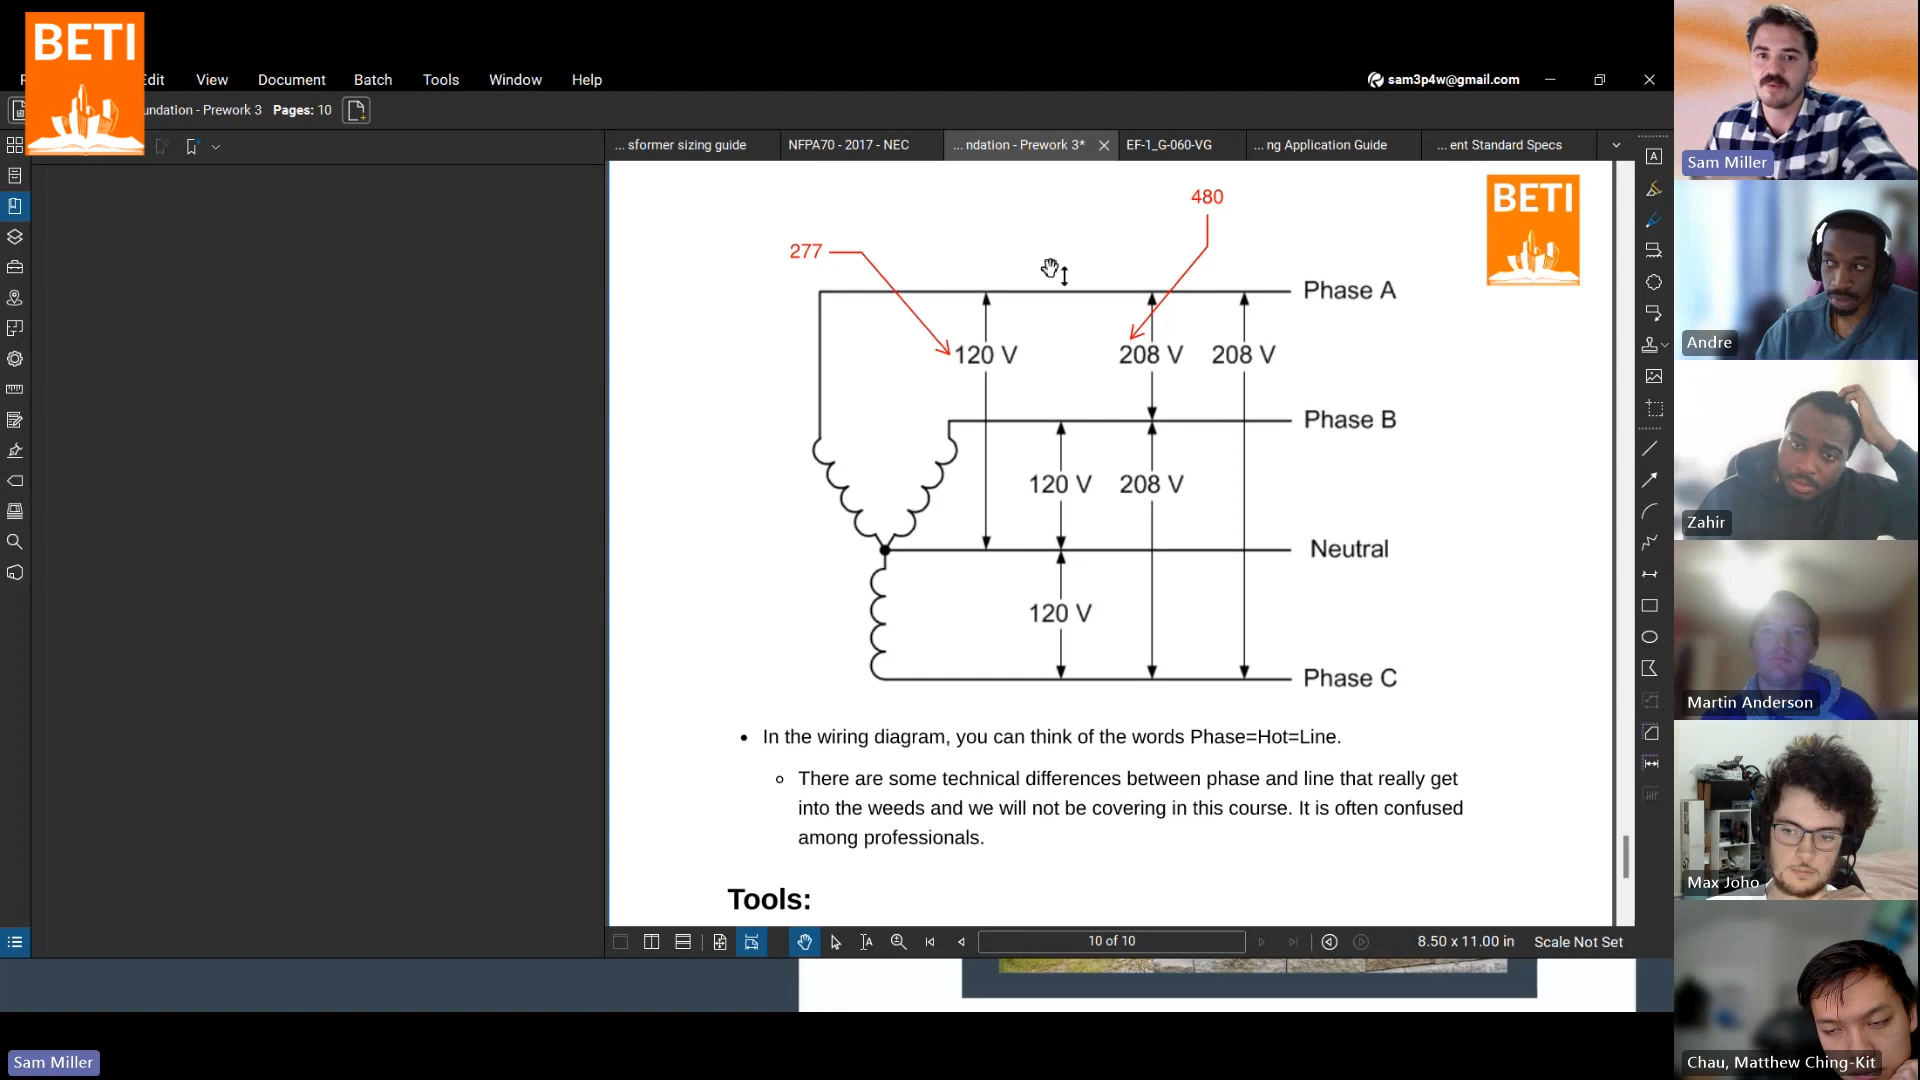 BETI
Edit View Document Batch Tools Window Help
sam3p4w@gmail.com
undation - Prework 3 Pages: 10
... sformer sizing guide
NFPA70 - 2017 - NEC
... ndation - Prework 3*
EF-1_G-060-VG
... ng Application Guide
... ent Standard Specs
BETI
480
277
Phase A
120 V 208 V 208 V
Phase B
120 V 208 V
Neutral
120 V
Phase C
• In the wiring diagram, you can think of the words Phase=Hot=Line.
○ There are some technical differences between phase and line that really get
into the weeds and we will not be covering in this course. It is often confused
among professionals.
Tools:
10 of 10
8.50 x 11.00 in
Scale Not Set
Sam Miller
Andre
Zahir
Martin Anderson
Max Joho
Chau, Matthew Ching-Kit
Sam Miller